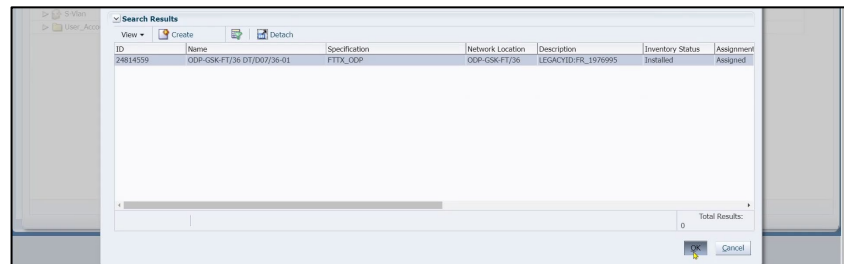 S-Vlan
User_Acco
Search Results
View Create Detach
ID Name Specification Network Location Description Inventory Status Assignment
24814559 ODP-GSK-FT/36 DT/D07/36-01 FTTX_ODP ODP-GSK-FT/36 LEGACYID:FR_1976995 Installed Assigned
Total Results:
0
OK Cancel